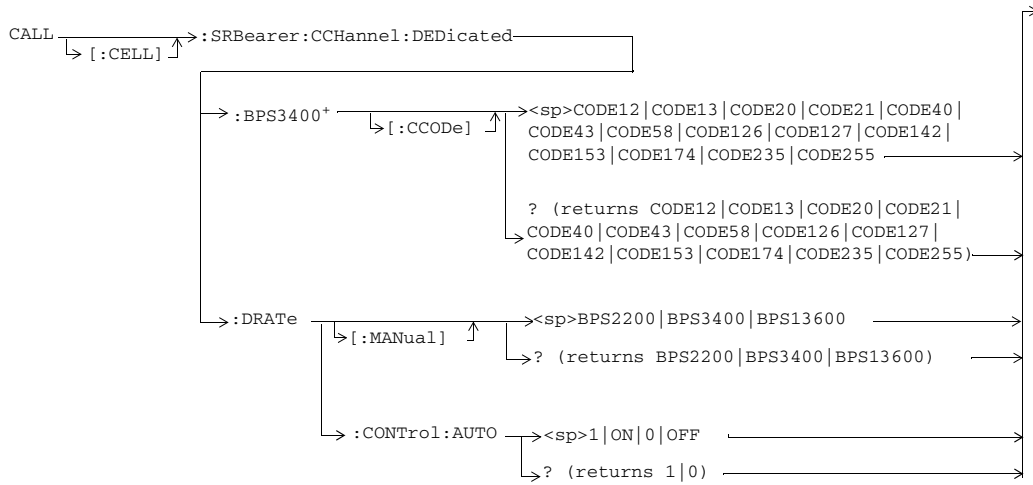 CALL
[:CELL]
:SRBearer:CCHannel:DEDicated
:BPS3400+
[:CCODe]
<sp>CODE12|CODE13|CODE20|CODE21|CODE40|
CODE43|CODE58|CODE126|CODE127|CODE142|
CODE153|CODE174|CODE235|CODE255
? (returns CODE12|CODE13|CODE20|CODE21|
CODE40|CODE43|CODE58|CODE126|CODE127|
CODE142|CODE153|CODE174|CODE235|CODE255)
:DRATe
[:MANual]
<sp>BPS2200|BPS3400|BPS13600
? (returns BPS2200|BPS3400|BPS13600)
:CONTrol:AUTO
<sp>1|ON|0|OFF
? (returns 1|0)